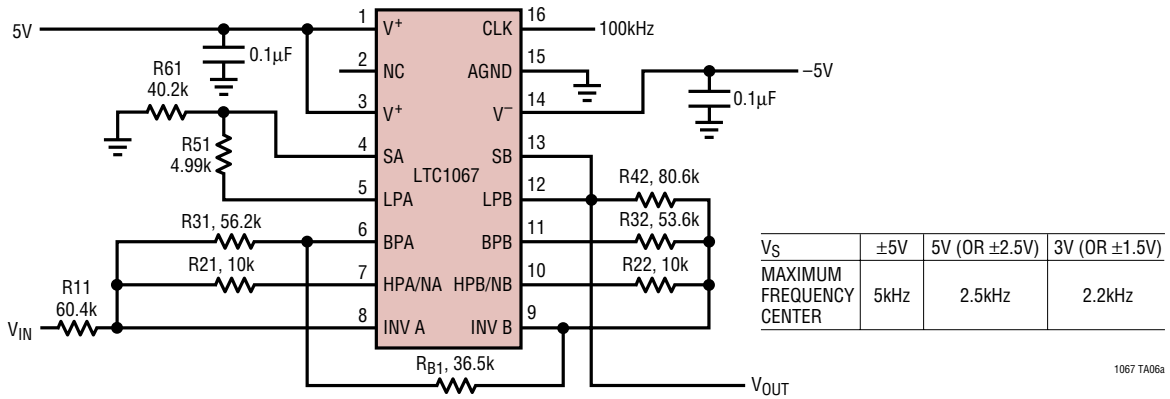 5V
0.1µF
R61
40.2k
R51
4.99k
R31, 56.2k
R21, 10k
R11
60.4k
VIN
1
V+
2
NC
3
V+
4
SA
5
LPA
6
BPA
7
HPA/NA
8
INV A
LTC1067
16
CLK
100kHz
15
AGND
14
V–
–5V
0.1µF
13
SB
12
LPB
R42, 80.6k
11
BPB
R32, 53.6k
10
HPB/NB
R22, 10k
9
INV B
RB1, 36.5k
VOUT
VS ±5V 5V (OR ±2.5V) 3V (OR ±1.5V)
MAXIMUM
FREQUENCY 5kHz 2.5kHz 2.2kHz
CENTER
1067 TA06a